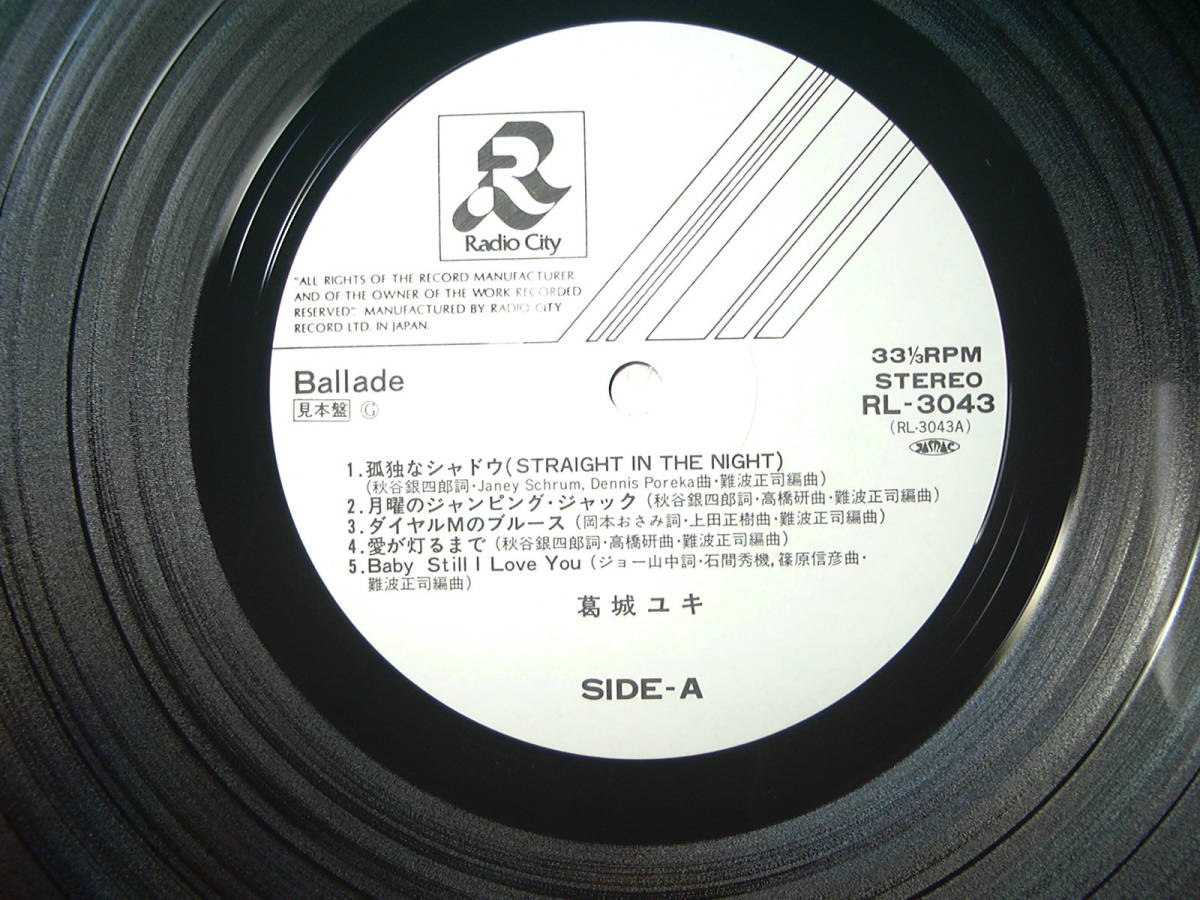 R
Radio City
"ALL RIGHTS OF THE RECORD MANUFACTURER
AND OF THE OWNER OF THE WORK RECORDED
RESERVED". MANUFACTURED BY RADIO CITY
RECORD LTD. IN JAPAN.
Ballade
見本盤 Ⓖ
33⅓RPM
STEREO
RL-3043
(RL-3043A)
JASRAC
1.孤独なシャドウ(STRAIGHT IN THE NIGHT)
(秋谷銀四郎詞・Janey Schrum, Dennis Poreka曲・難波正司編曲)
2.月曜のジャンピング・ジャック (秋谷銀四郎詞・高橋研曲・難波正司編曲)
3.ダイヤルMのブルース (岡本おさみ詞・上田正樹曲・難波正司編曲)
4.愛が灯るまで (秋谷銀四郎詞・高橋研曲・難波正司編曲)
5.Baby Still I Love You (ジョー山中詞・石間秀機,篠原信彦曲・
難波正司編曲)
葛城ユキ
SIDE-A